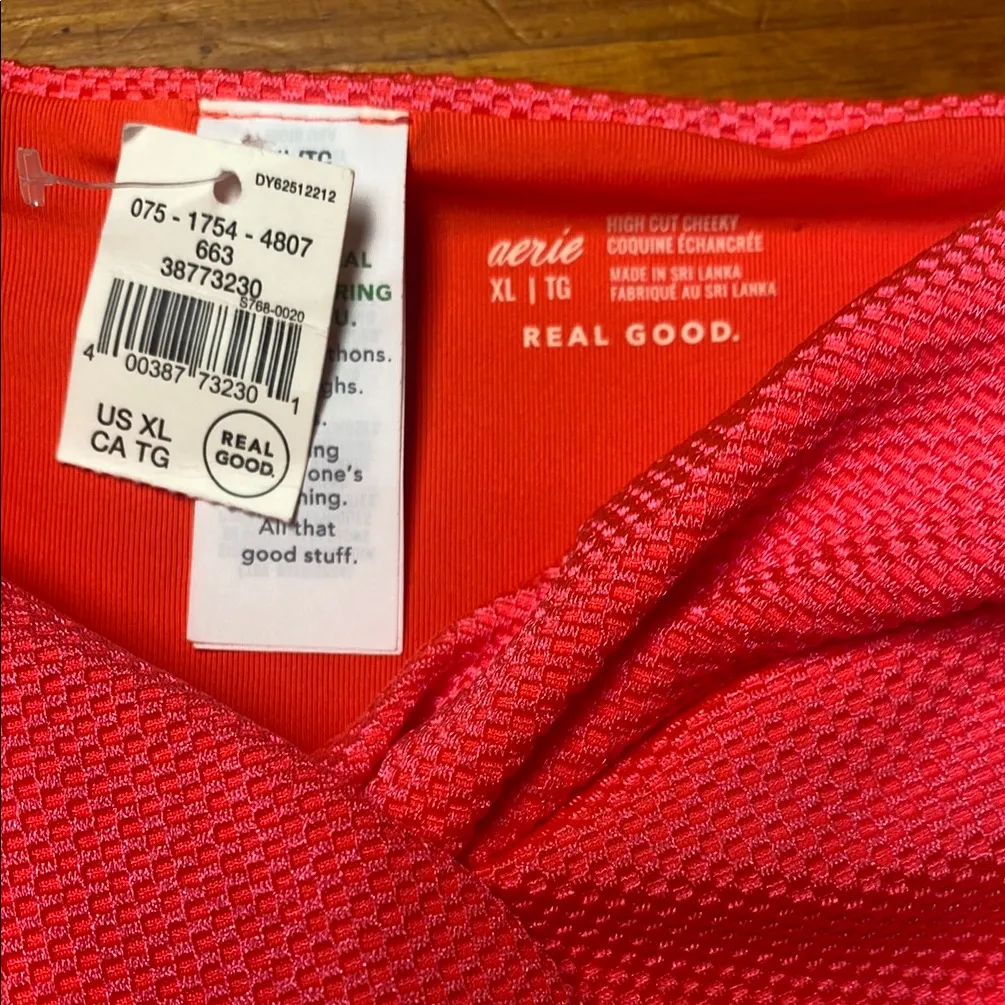 DY62512212
075 - 1754 - 4807
663
38773230
S768-0020
4 00387 73230 1
US XL
CA TG
REAL
GOOD.
thons.
ghs.
one's
All that
good stuff.
aerie
XL | TG
HIGH CUT CHEEKY
COQUINE ÉCHANCRÉE
MADE IN SRI LANKA
FABRIQUÉ AU SRI LANKA
REAL GOOD.